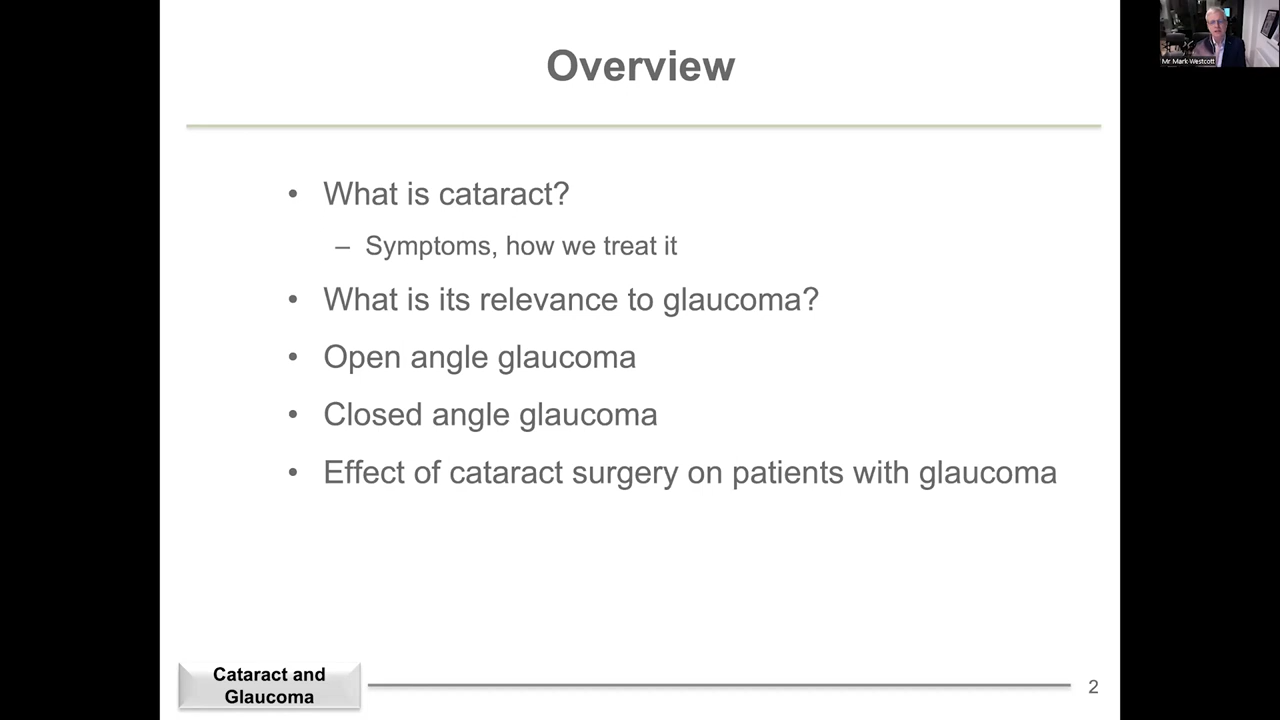 Overview
• What is cataract?
– Symptoms, how we treat it
• What is its relevance to glaucoma?
• Open angle glaucoma
• Closed angle glaucoma
• Effect of cataract surgery on patients with glaucoma
Cataract and
Glaucoma
2
Mr Mark Westcott